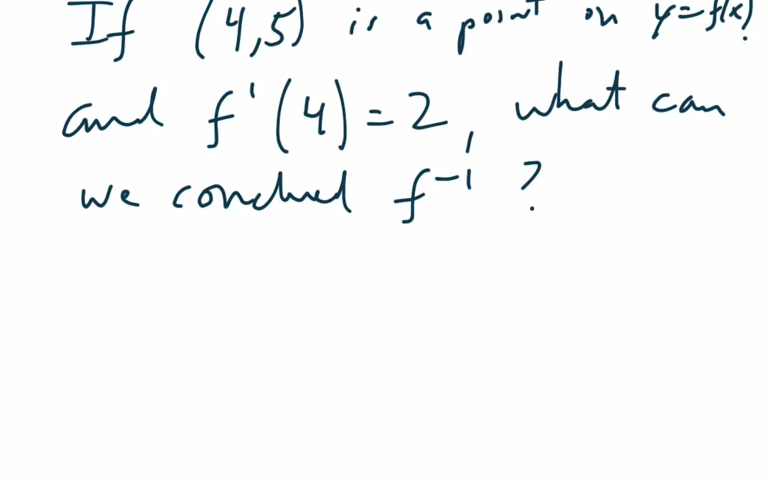 If (4,5) is a point on y=f(x)?
and f'(4)=2, what can
we conclud f⁻¹ ?